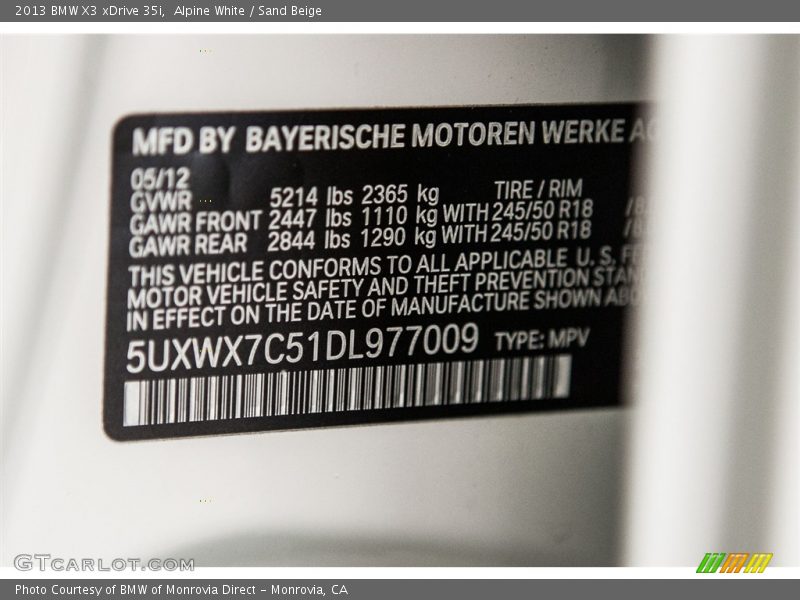 2013 BMW X3 xDrive 35i, Alpine White / Sand Beige
MFD BY BAYERISCHE MOTOREN WERKE
05/12
GVWR 5214 lbs 2365 kg TIRE / RIM
GAWR FRONT 2447 lbs 1110 kg WITH 245/50 R18
GAWR REAR 2844 lbs 1290 kg WITH 245/50 R18
THIS VEHICLE CONFORMS TO ALL APPLICABLE U. S.
MOTOR VEHICLE SAFETY AND THEFT PREVENTION
IN EFFECT ON THE DATE OF MANUFACTURE SHOWN
5UXWX7C51DL977009 TYPE: MPV
GTCARLOT.COM
Photo Courtesy of BMW of Monrovia Direct - Monrovia, CA